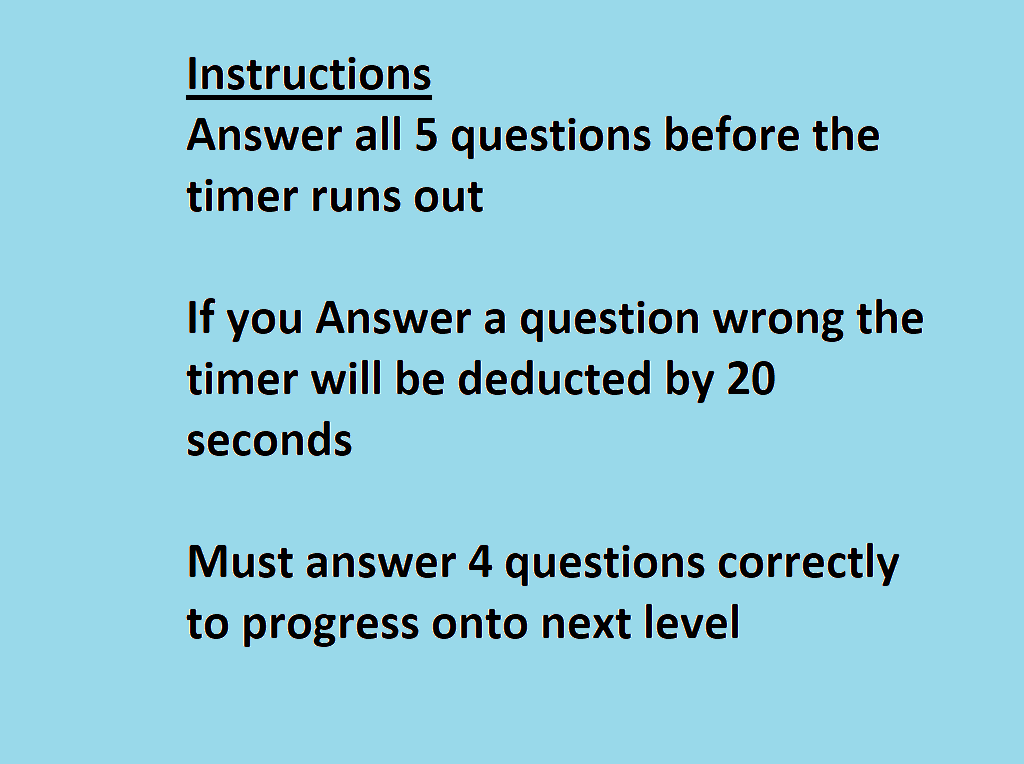 Instructions
Answer all 5 questions before the
timer runs out
If you Answer a question wrong the
timer will be deducted by 20
seconds
Must answer 4 questions correctly
to progress onto next level